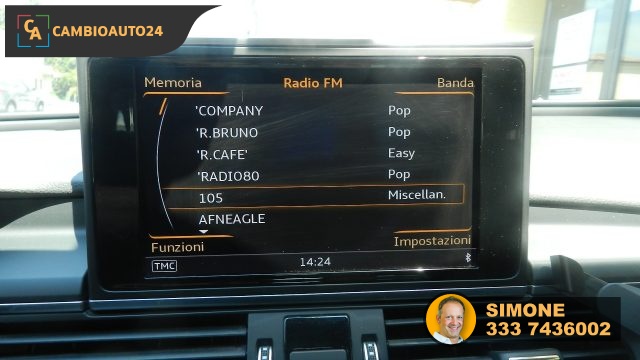 CA CAMBIOAUTO24
Memoria Radio FM Banda
'COMPANY Pop
'R.BRUNO Pop
'R.CAFE' Easy
'RADIO80 Pop
105 Miscellan.
AFNEAGLE
Funzioni Impostazioni
TMC 14:24
SIMONE
333 7436002